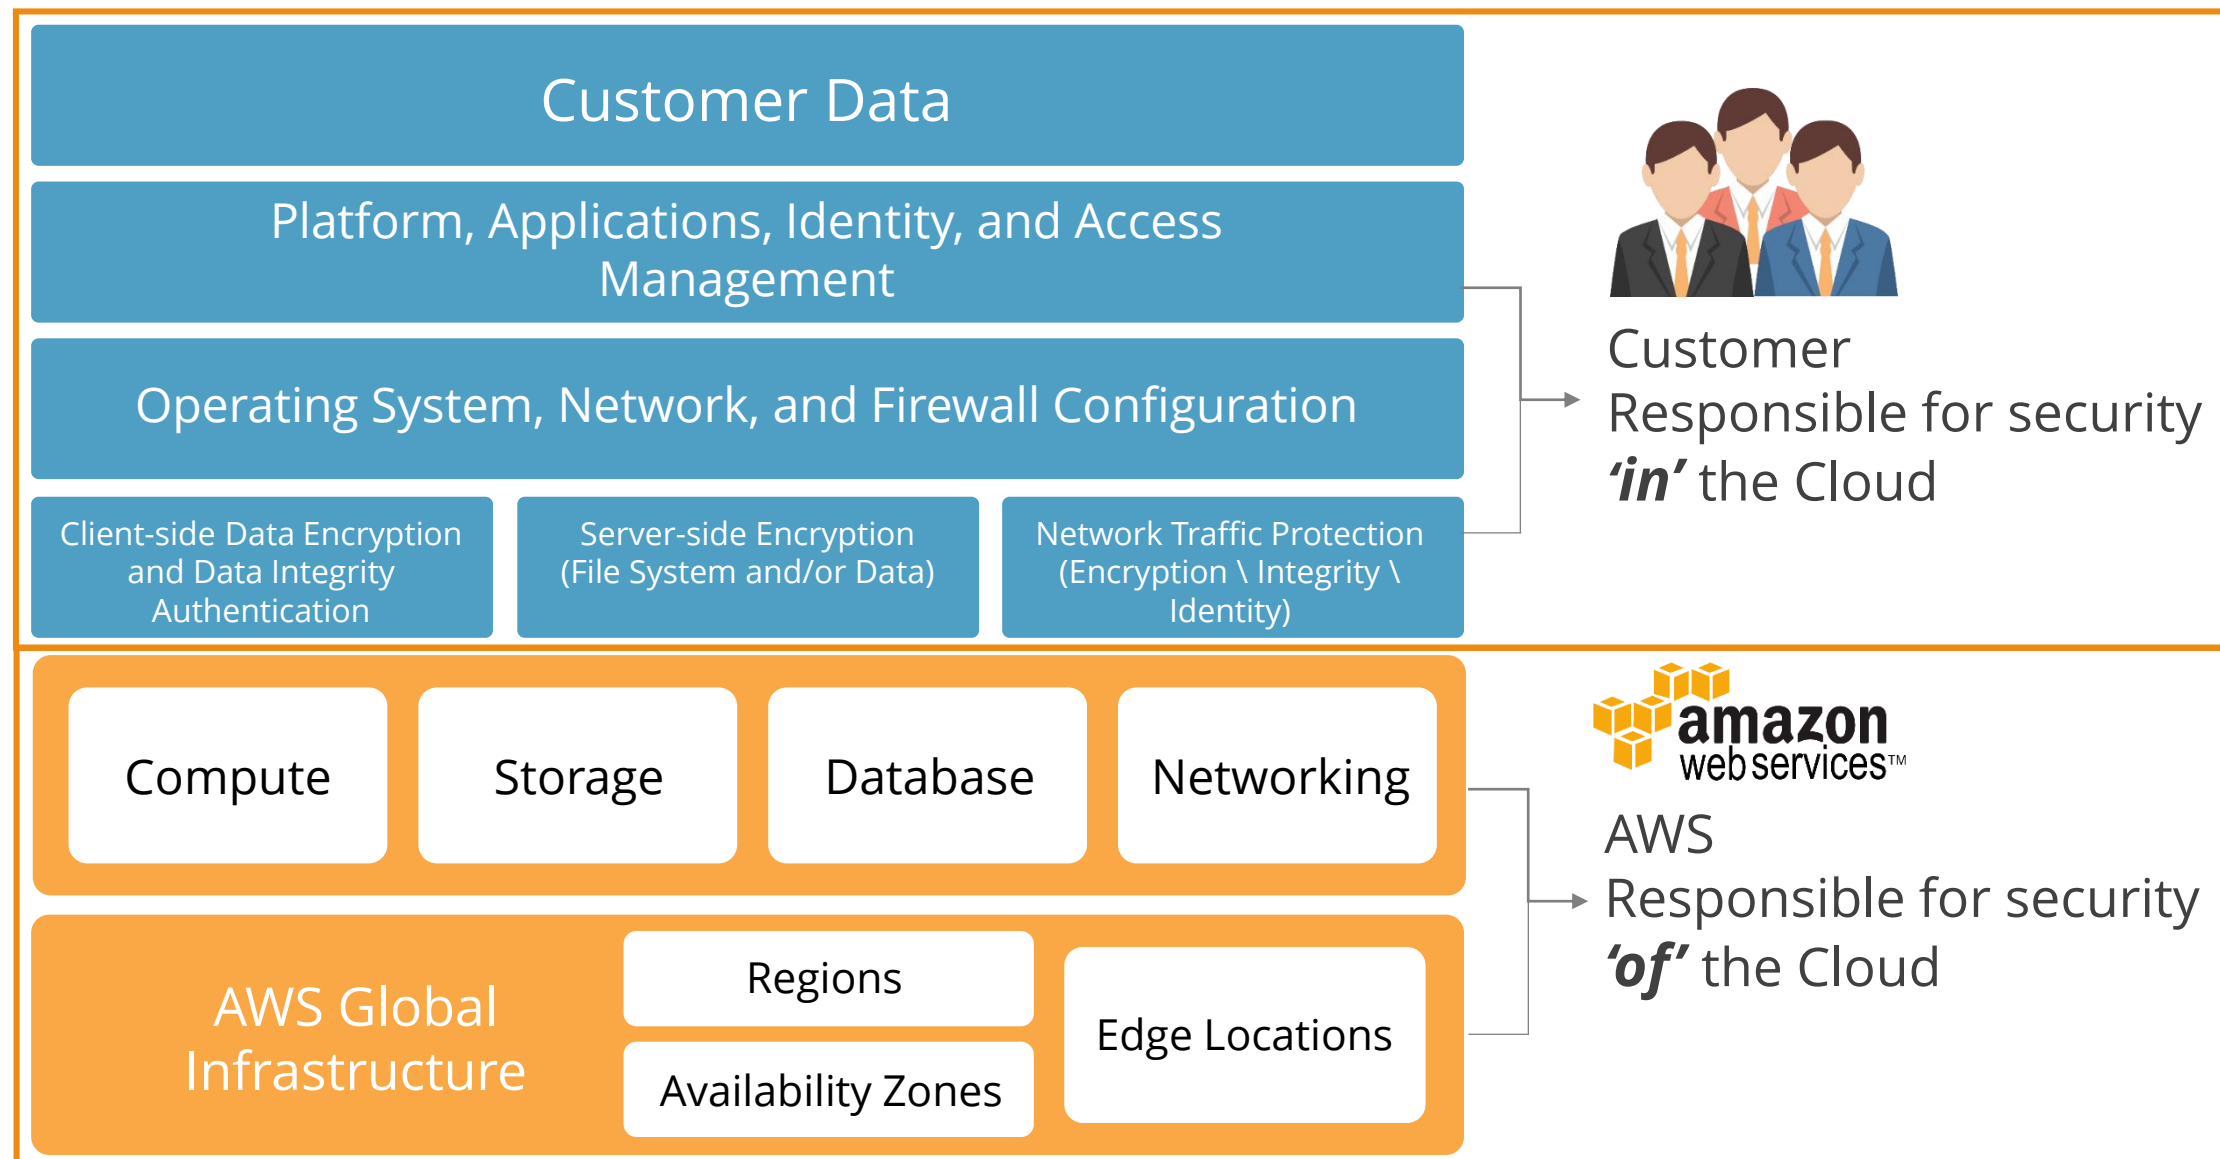 Customer Data
Platform, Applications, Identity, and Access
Management
Operating System, Network, and Firewall Configuration
Client-side Data Encryption
and Data Integrity
Authentication
Server-side Encryption
(File System and/or Data)
Network Traffic Protection
(Encryption \ Integrity \
Identity)
Customer
Responsible for security
‘in’ the Cloud
Compute
Storage
Database
Networking
AWS Global
Infrastructure
Regions
Availability Zones
Edge Locations
amazon
web services™
AWS
Responsible for security
‘of’ the Cloud